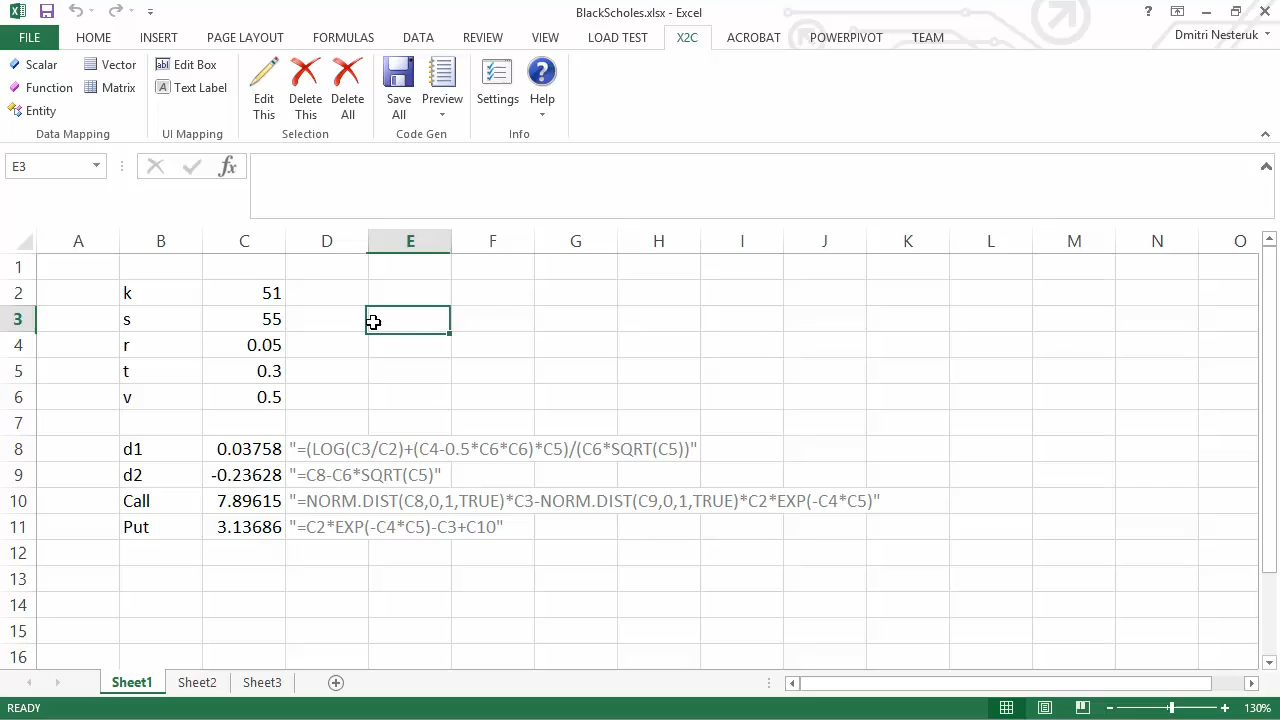 BlackScholes.xlsx - Excel
?
FILE HOME INSERT PAGE LAYOUT FORMULAS DATA REVIEW VIEW LOAD TEST X2C ACROBAT POWERPIVOT TEAM Dmitri Nesteruk
Scalar Vector Edit Box
Function Matrix Text Label
Entity
Edit This
Delete This
Delete All
Save All
Preview
Settings
Help
Data Mapping UI Mapping Selection Code Gen Info
E3 fx
A B C D E F G H I J K L M N O
1
2 k 51
3 s 55
4 r 0.05
5 t 0.3
6 v 0.5
7
8 d1 0.03758 "=(LOG(C3/C2)+(C4-0.5*C6*C6)*C5)/(C6*SQRT(C5))"
9 d2 -0.23628 "=C8-C6*SQRT(C5)"
10 Call 7.89615 "=NORM.DIST(C8,0,1,TRUE)*C3-NORM.DIST(C9,0,1,TRUE)*C2*EXP(-C4*C5)"
11 Put 3.13686 "=C2*EXP(-C4*C5)-C3+C10"
12
13
14
15
16
Sheet1 Sheet2 Sheet3
READY 130%